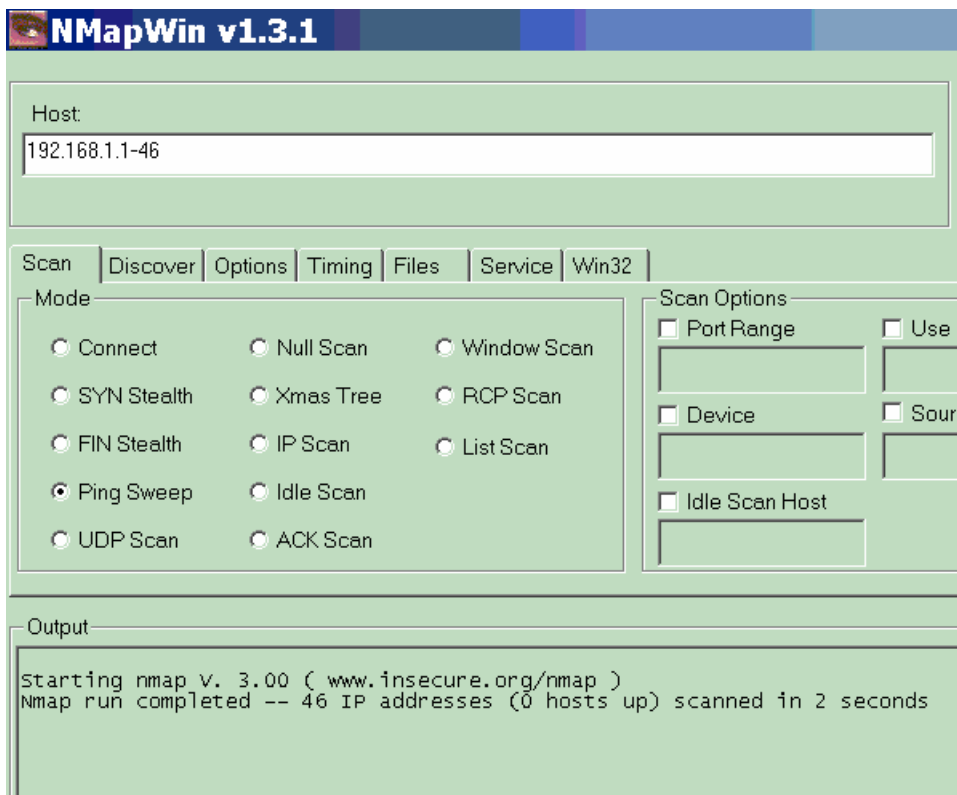 NMapWin v1.3.1
Host:
192.168.1.1-46
Scan Discover Options Timing Files Service Win32
Mode
Connect Null Scan Window Scan
SYN Stealth Xmas Tree RCP Scan
FIN Stealth IP Scan List Scan
Ping Sweep Idle Scan
UDP Scan ACK Scan
Scan Options
Port Range Use
Device Sour
Idle Scan Host
Output
Starting nmap V. 3.00 ( www.insecure.org/nmap )
Nmap run completed -- 46 IP addresses (0 hosts up) scanned in 2 seconds